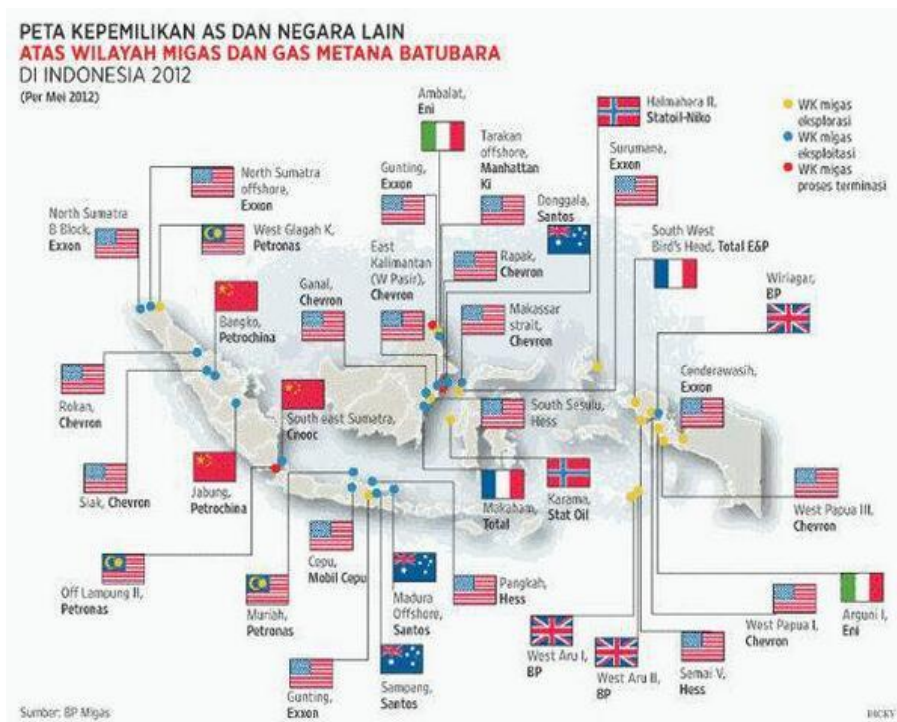 PETA KEPEMILIKAN AS DAN NEGARA LAIN
ATAS WILAYAH MIGAS DAN GAS METANA BATUBARA
DI INDONESIA 2012
(Per Mei 2012)
WK migas
eksplorasi
WK migas
eksploitasi
WK migas
proses terminasi
Ambalat,
Eni
Halmahera II,
Statoil-Niko
Tarakan
offshore,
Manhattan
Ki
Gunting,
Exxon
Surumana,
Exxon
Donggala,
Santos
North Sumatra
offshore,
Exxon
North Sumatra
B Block,
Exxon
West Glagah K,
Petronas
South West
Bird's Head, Total E&P
Wiriagar,
BP
East
Kalimantan
(W Pasir),
Chevron
Rapak,
Chevron
Ganal,
Chevron
Makassar
strait,
Chevron
Bangko,
Petrochina
Cenderawasih,
Exxon
Rokan,
Chevron
South east Sumatra,
Cnooc
South Sesulu,
Hess
Siak, Chevron
Jabung,
Petrochina
Makaham,
Total
Karama,
Stat Oil
West Papua III,
Chevron
Off Lampung II,
Petronas
Muriah,
Petronas
Cepu,
Mobil Cepu
Madura
Offshore,
Santos
Pangkah,
Hess
West Aru I,
BP
West Aru II,
BP
Semai V,
Hess
West Papua I,
Chevron
Arguni I,
Eni
Gunting,
Exxon
Sampang,
Santos
Sumber: BP Migas
DICKY